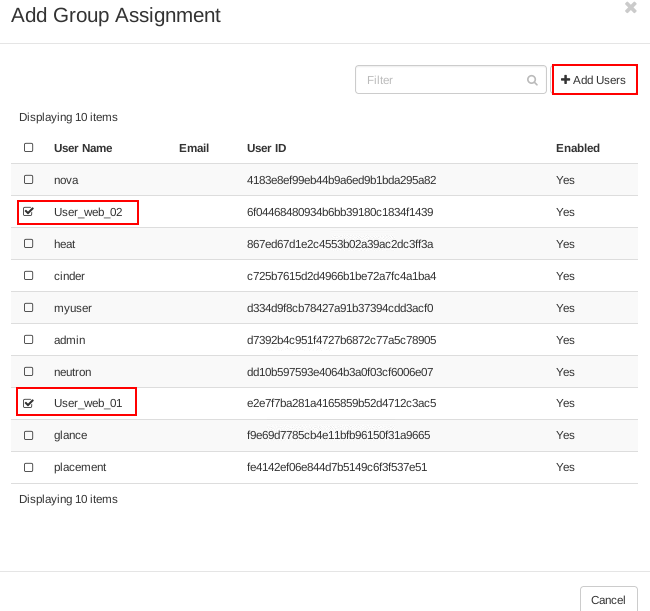 Add Group Assignment
Filter
Add Users
Displaying 10 items
User Name Email User ID Enabled
nova 4183e8ef99eb44b9a6ed9b1bda295a82 Yes
User_web_02 6f04468480934b6bb39180c1834f1439 Yes
heat 867ed67d1e2c4553b02a39ac2dc3ff3a Yes
cinder c725b7615d2d4966b1be72a7fc4a1ba4 Yes
myuser d334d9f8cb78427a91b37394cdd3acf0 Yes
admin d7392b4c951f4727b6872c77a5c78905 Yes
neutron dd10b597593e4064b3a0f03cf6006e07 Yes
User_web_01 e2e7f7ba281a4165859b52d4712c3ac5 Yes
glance f9e69d7785cb4e11bfb96150f31a9665 Yes
placement fe4142ef06e844d7b5149c6f3f537e51 Yes
Displaying 10 items
Cancel